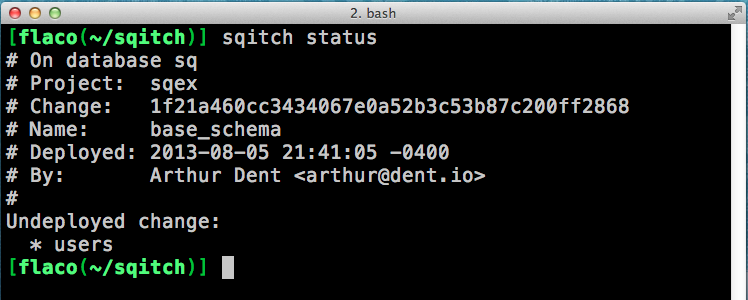 2. bash
[flaco(~/sqitch)] sqitch status
# On database sq
# Project:  sqex
# Change:   1f21a460cc3434067e0a52b3c53b87c200ff2868
# Name:     base_schema
# Deployed: 2013-08-05 21:41:05 -0400
# By:       Arthur Dent <arthur@dent.io>
#
Undeployed change:
  * users
[flaco(~/sqitch)]